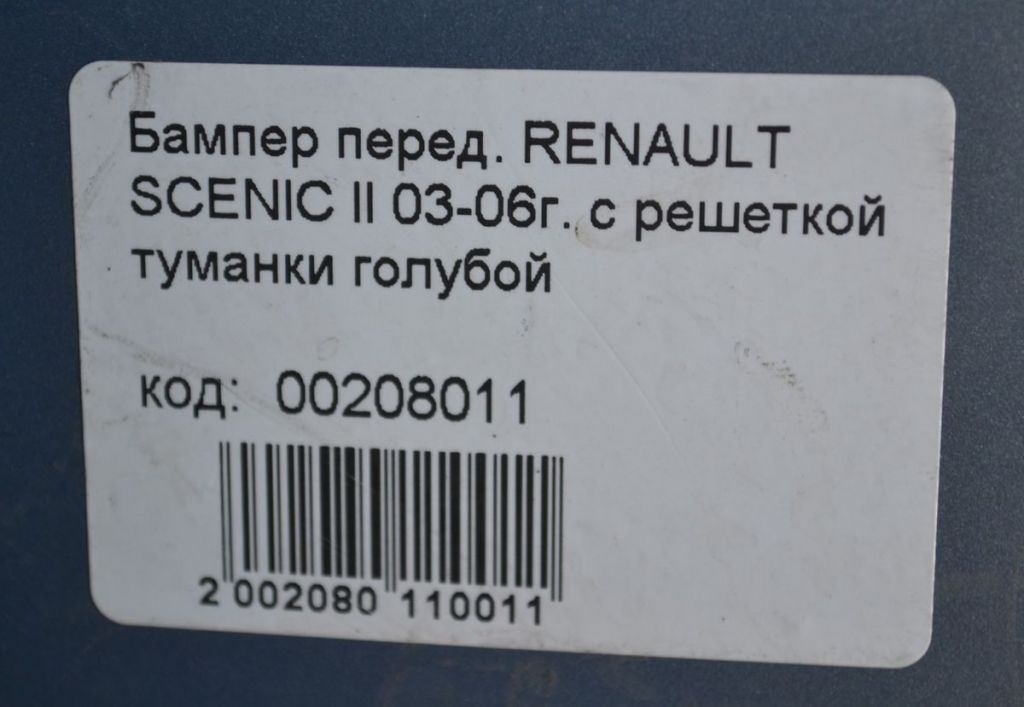 Бампер перед. RENAULT
SCENIC II 03-06г. с решеткой
туманки голубой
код: 00208011
2 002080 110011